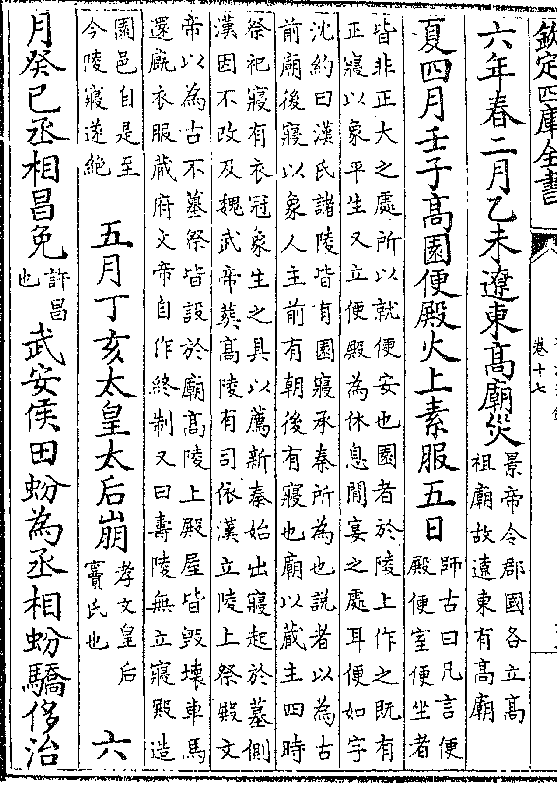 欽定四庫全書
卷十七
六年春二月乙未遼東高廟災景帝令郡國各立高
祖廟故遼東有高廟
夏四月壬子高園便殿火上素服五日師古曰凡言便
殿便室便坐者
皆非正大之處所以就便安也園者於陵上作之既有
正寢以象平生又立便殿為休息閒宴之處耳便如字
沈約曰漢氏諸陵皆有園寢承秦所為也説者以為古
前廟後寢以象人主前有朝後有寢也廟以藏主四時
祭祀寢有衣冠象生之具以薦新秦始出寢起於墓側
漢因不改及魏武帝葬高陵有司依漢立陵上祭殿文
帝以為古不墓祭皆設於廟高陵上殿屋皆毁壞車馬
還廐衣服藏府文帝自作終制又曰壽陵無立寢殿造
園邑自是至
今陵寢遂絶
五月丁亥太皇太后崩孝文皇后
竇氏也
六
月癸巳丞相昌免許昌
也
武安侯田蚡為丞相蚡驕侈治